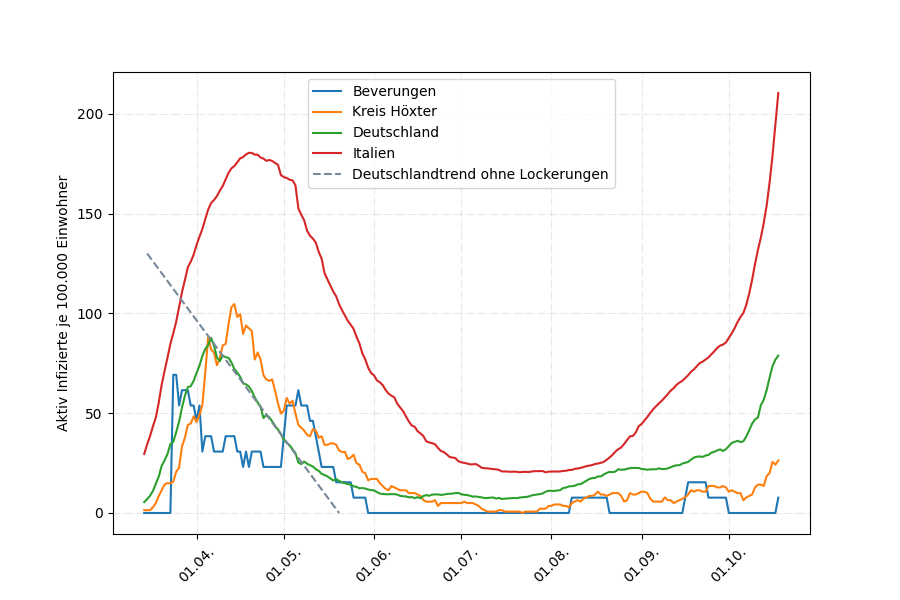 Beverungen
Kreis Höxter
Deutschland
Italien
Deutschlandtrend ohne Lockerungen
Aktiv Infizierte je 100.000 Einwohner
200
150
100
50
0
01.04.
01.05.
01.06.
01.07.
01.08.
01.09.
01.10.